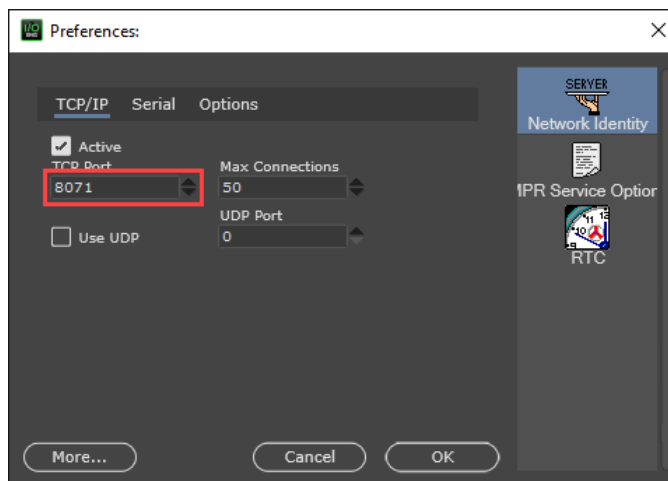 Preferences:
TCP/IP Serial Options
Active
TCP Port
8071
Max Connections
50
Use UDP
UDP Port
0
More...
Cancel
OK
SERVER
Network Identity
MPR Service Option
RTC